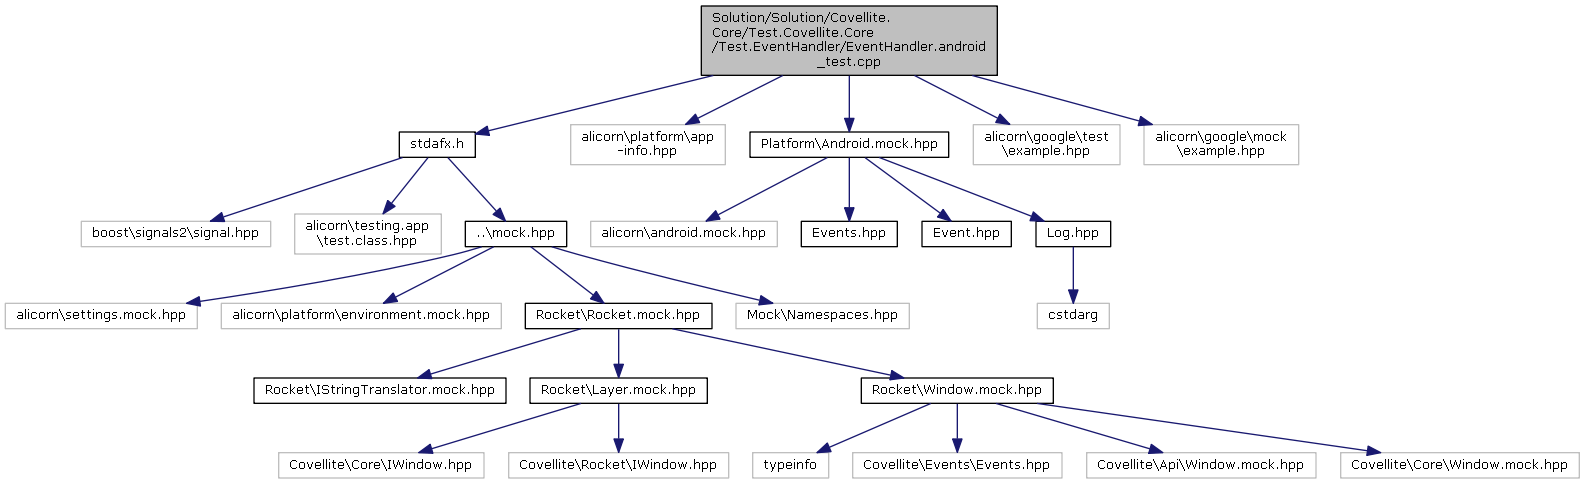 Solution/Solution/Covellite.
Core/Test.Covellite.Core
/Test.EventHandler/EventHandler.android
_test.cpp
stdafx.h
alicorn\platform\app
-info.hpp
Platform\Android.mock.hpp
alicorn\google\test
\example.hpp
alicorn\google\mock
\example.hpp
boost\signals2\signal.hpp
alicorn\testing.app
\test.class.hpp
..\mock.hpp
alicorn\android.mock.hpp
Events.hpp
Event.hpp
Log.hpp
alicorn\settings.mock.hpp
alicorn\platform\environment.mock.hpp
Rocket\Rocket.mock.hpp
Mock\Namespaces.hpp
cstdarg
Rocket\IStringTranslator.mock.hpp
Rocket\Layer.mock.hpp
Rocket\Window.mock.hpp
Covellite\Core\IWindow.hpp
Covellite\Rocket\IWindow.hpp
typeinfo
Covellite\Events\Events.hpp
Covellite\Api\Window.mock.hpp
Covellite\Core\Window.mock.hpp